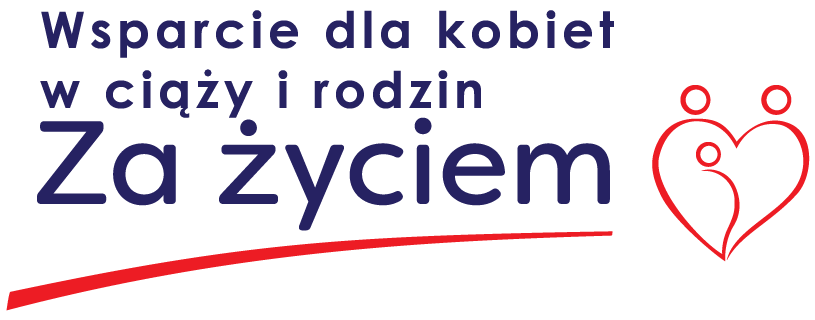 Wsparcie dla kobiet
w ciąży i rodzin
Za życiem